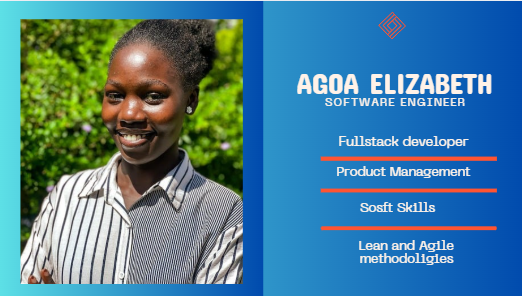 AGOA ELIZABETH
SOFTWARE ENGINEER
Fullstack developer
Product Management
Sosft Skills
Lean and Agile
methodoligies